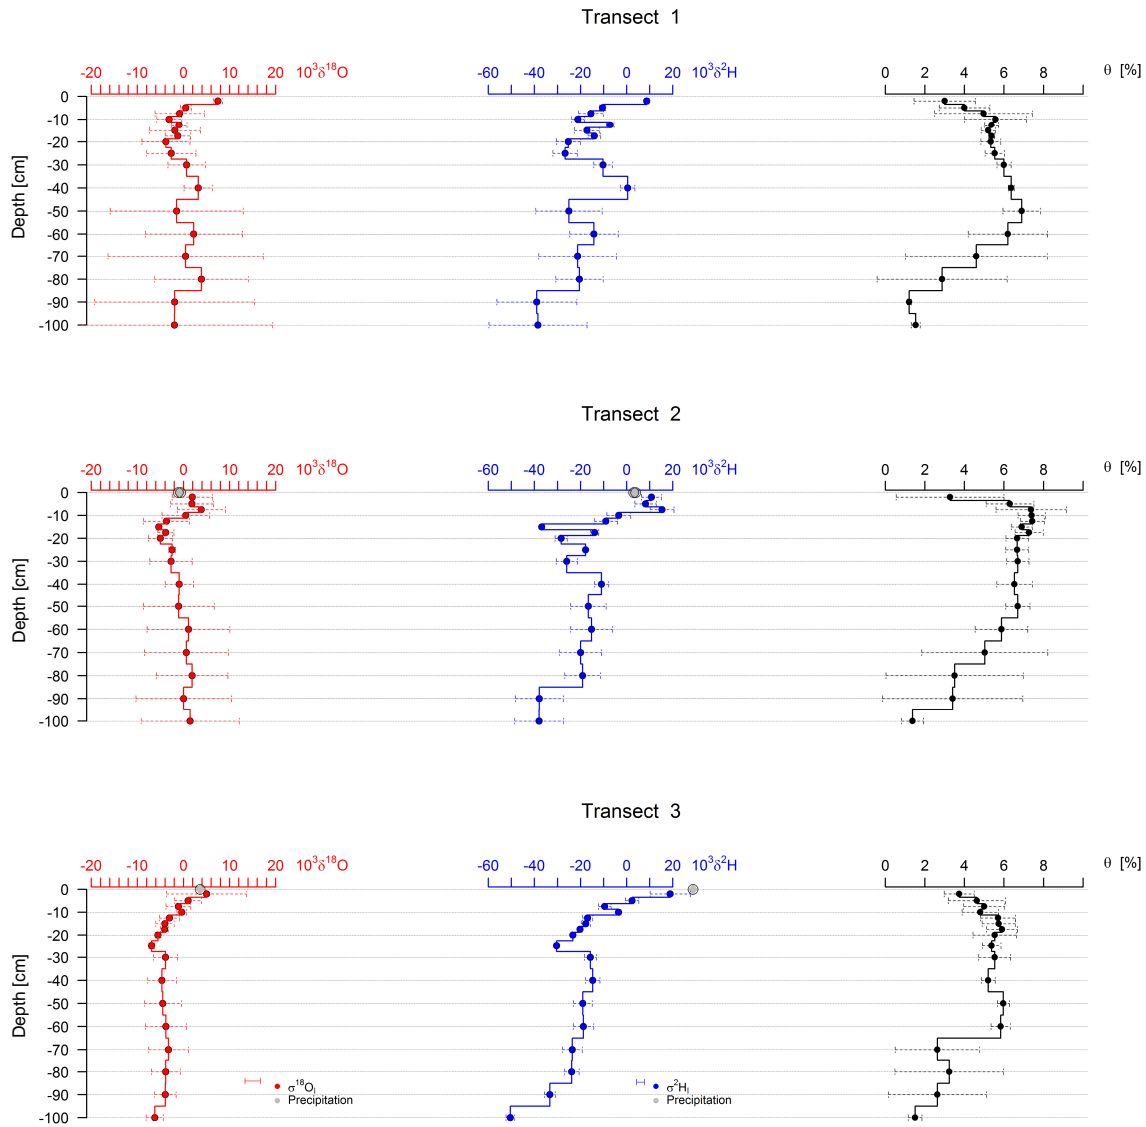 Transect 1
-20 -10 0 10 20 10³δ¹⁸O
-60 -40 -20 0 20 10³δ²H
0 2 4 6 8 θ [%]
Depth [cm]
0
-10
-20
-30
-40
-50
-60
-70
-80
-90
-100
Transect 2
-20 -10 0 10 20 10³δ¹⁸O
-60 -40 -20 0 20 10³δ²H
0 2 4 6 8 θ [%]
Depth [cm]
0
-10
-20
-30
-40
-50
-60
-70
-80
-90
-100
Transect 3
-20 -10 0 10 20 10³δ¹⁸O
-60 -40 -20 0 20 10³δ²H
0 2 4 6 8 θ [%]
Depth [cm]
0
-10
-20
-30
-40
-50
-60
-70
-80
-90
-100
σ¹⁸Oₗ
Precipitation
σ²Hₗ
Precipitation